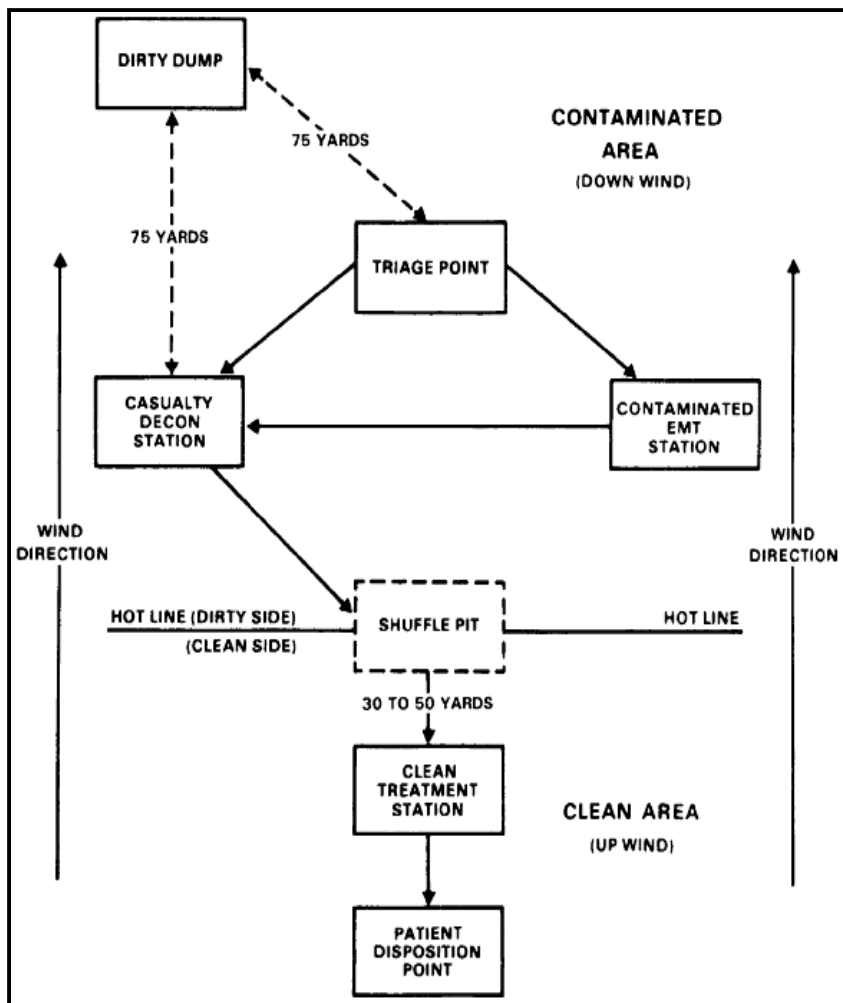 DIRTY DUMP
CONTAMINATED
AREA
(DOWN WIND)
75 YARDS
75 YARDS
TRIAGE POINT
CASUALTY
DECON
STATION
CONTAMINATED
EMT
STATION
WIND
DIRECTION
WIND
DIRECTION
HOT LINE (DIRTY SIDE)
(CLEAN SIDE)
SHUFFLE PIT
HOT LINE
30 TO 50 YARDS
CLEAN
TREATMENT
STATION
CLEAN AREA
(UP WIND)
PATIENT
DISPOSITION
POINT